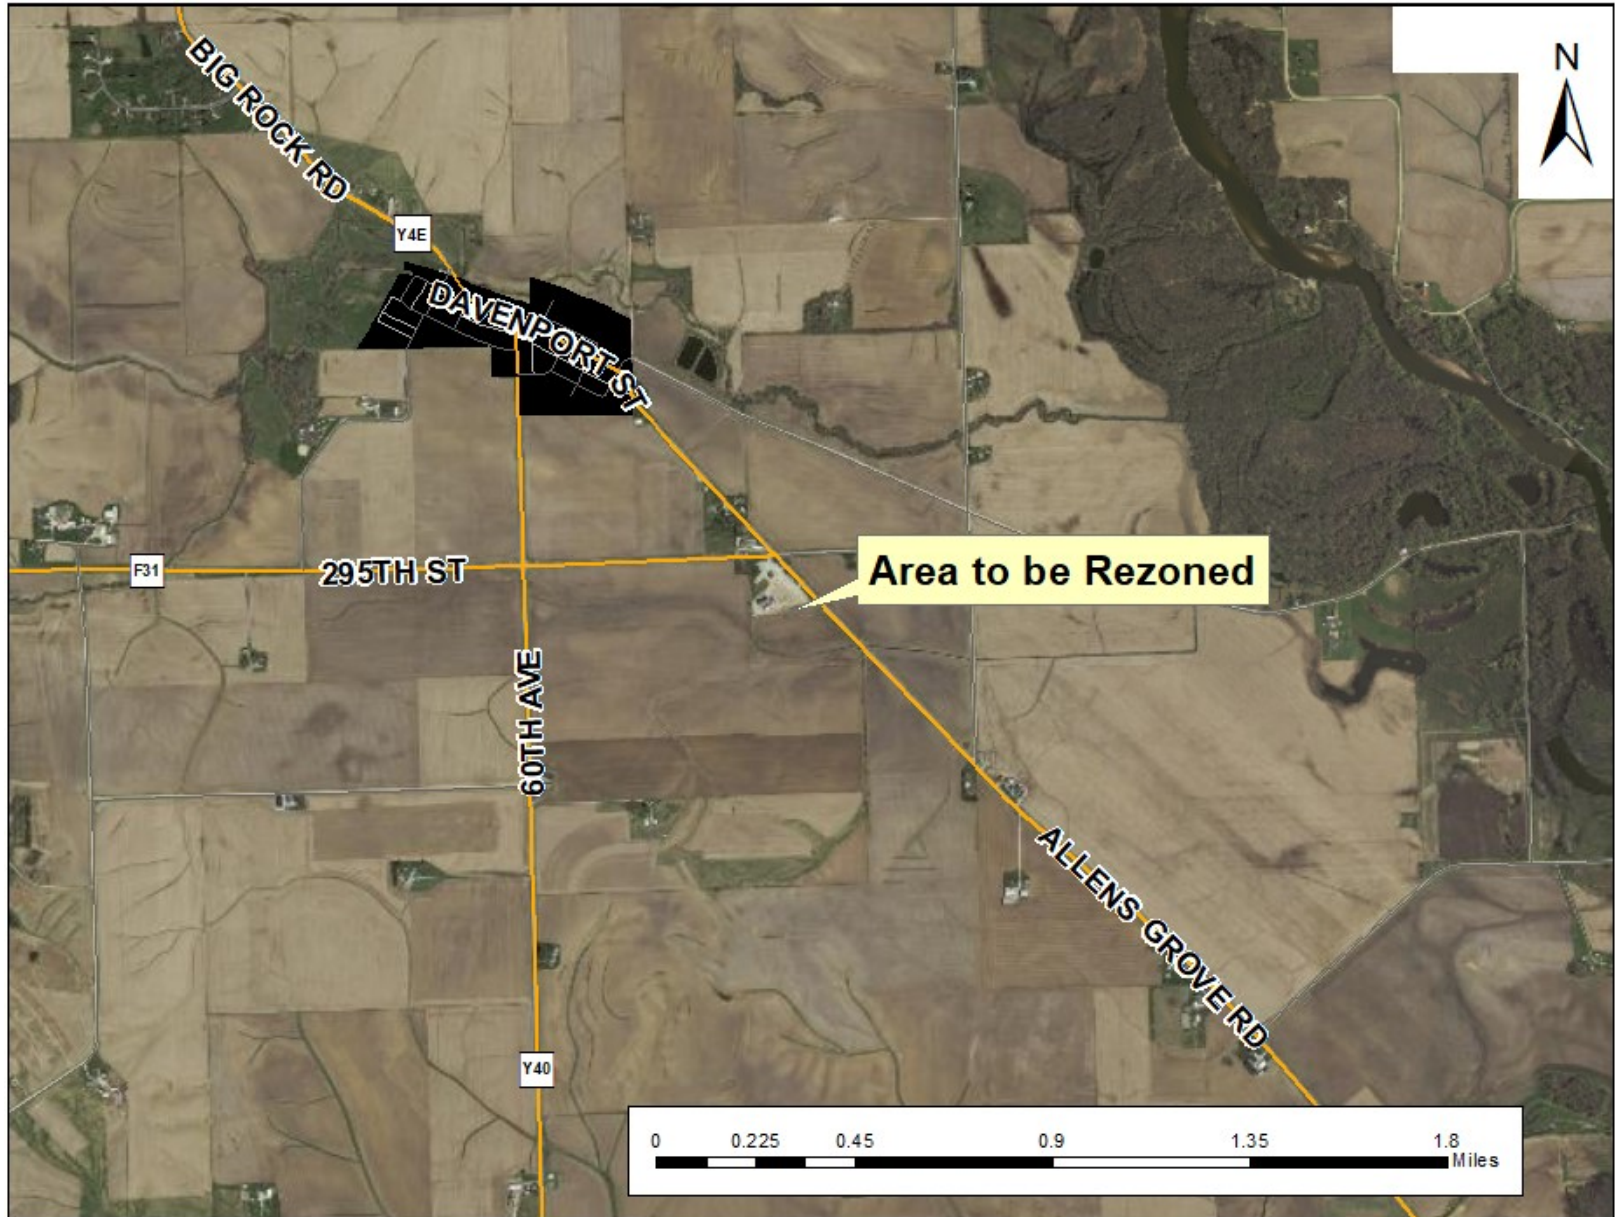 N
BIG ROCK RD
Y4E
DAVENPORT ST
F31
295TH ST
Area to be Rezoned
60TH AVE
ALLENS GROVE RD
Y40
0 0.225 0.45 0.9 1.35 1.8
Miles